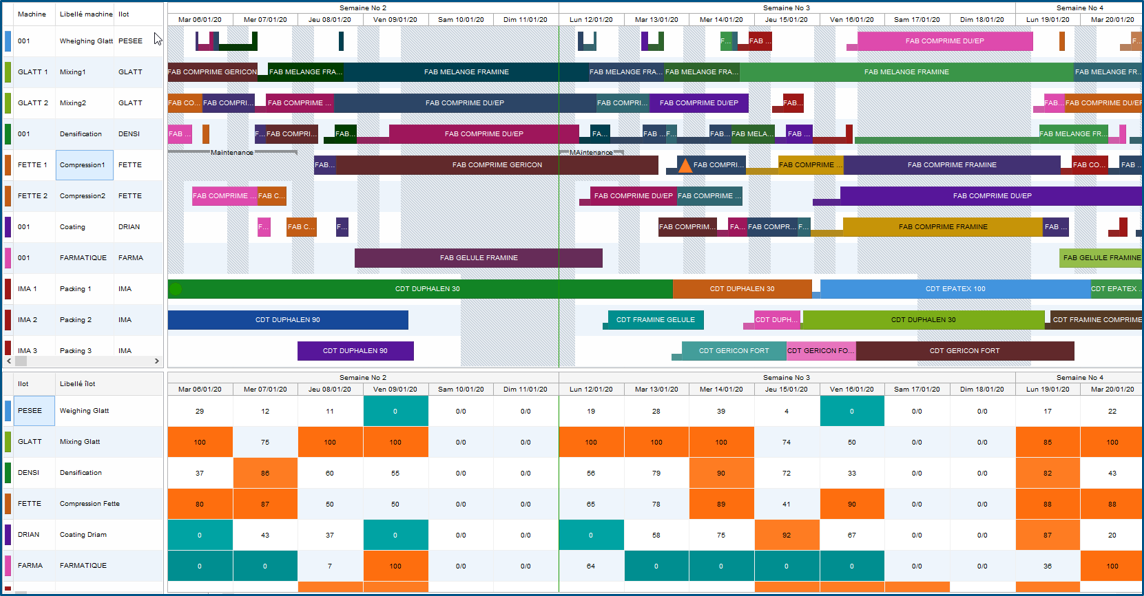 Semaine No 2 Semaine No 3 Semaine No 4
Machine Libellé machine Ilot Mar 06/01/20 Mer 07/01/20 Jeu 08/01/20 Ven 09/01/20 Sam 10/01/20 Dim 11/01/20 Lun 12/01/20 Mar 13/01/20 Mer 14/01/20 Jeu 15/01/20 Ven 16/01/20 Sam 17/01/20 Dim 18/01/20 Lun 19/01/20 Mar 20/01/20
001 Wheighing Glatt PESEE F... FAB ... FAB COMPRIME DU/EP F...
GLATT 1 Mixing1 GLATT FAB COMPRIME GERICON FAB MELANGE FRA... FAB MELANGE FRAMINE FAB MELANGE FRA... FAB MELANGE FRA... FAB MELANGE FRAMINE FAB MELANGE FR...
GLATT 2 Mixing2 GLATT FAB CO... FAB COMPRI... FAB COMPRIME ... FAB COMPRIME DU/EP FAB COMPRI... FAB COMPRIME DU/EP FAB... FAB... FAB COMPRIME DU/EP
001 Densification DENSI FAB ... F... FAB COMPRI... FAB... FAB COMPRIME DU/EP FA... FAB ... F... FAB... FAB MELA... FAB ... FAB MELANGE FR...
Maintenance MAintenance
FETTE 1 Compression1 FETTE FAB... FAB COMPRIME GERICON FAB COMPRI... FAB COMPRIME ... FAB COMPRIME FRAMINE FAB CO... FAB ...
FETTE 2 Compression2 FETTE FAB COMPRIME ... FAB C... FAB COMPRIME DU/EP FAB COMPRIME ... FAB COMPRIME DU/EP
001 Coating DRIAN F... FAB C... F... FAB COMPRIM... FA... FAB COMPR... F... FAB COMPRIME FRAMINE FAB ...
001 FARMATIQUE FARMA FAB GELULE FRAMINE FAB GELULE FRAMINE
IMA 1 Packing 1 IMA CDT DUPHALEN 30 CDT DUPHALEN 30 CDT EPATEX 100 CDT EPATEX...
IMA 2 Packing 2 IMA CDT DUPHALEN 90 CDT FRAMINE GELULE CDT DUPH... CDT DUPHALEN 30 CDT FRAMINE COMPRIME
IMA 3 Packing 3 IMA CDT DUPHALEN 90 CDT GERICON FORT CDT GERICON FO... CDT GERICON FORT
Semaine No 2 Semaine No 3 Semaine No 4
Ilot Libellé îlot Mar 06/01/20 Mer 07/01/20 Jeu 08/01/20 Ven 09/01/20 Sam 10/01/20 Dim 11/01/20 Lun 12/01/20 Mar 13/01/20 Mer 14/01/20 Jeu 15/01/20 Ven 16/01/20 Sam 17/01/20 Dim 18/01/20 Lun 19/01/20 Mar 20/01/20
PESEE Weighing Glatt 29 12 11 0 0/0 0/0 19 28 39 4 0 0/0 0/0 17 22
GLATT Mixing Glatt 100 75 100 100 0/0 0/0 100 100 100 74 50 0/0 0/0 85 100
DENSI Densification 37 86 60 55 0/0 0/0 56 79 90 72 33 0/0 0/0 82 43
FETTE Compression Fette 80 87 50 50 0/0 0/0 65 78 89 41 90 0/0 0/0 88 88
DRIAN Coating Driam 0 43 37 0 0/0 0/0 0 58 75 92 67 0/0 0/0 87 20
FARMA FARMATIQUE 0 0 7 100 0/0 0/0 64 0 0 0 0 0/0 0/0 36 100